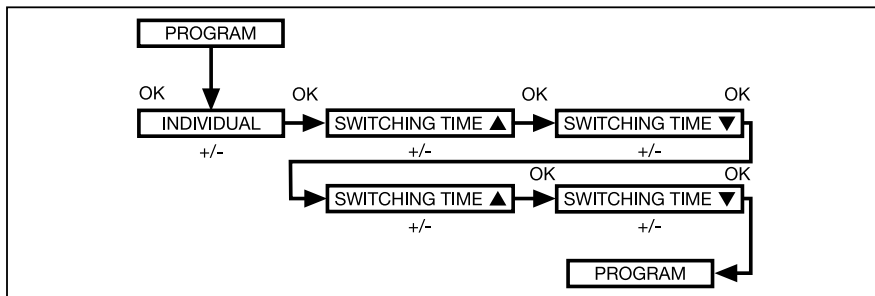 PROGRAM
OK OK OK OK
INDIVIDUAL SWITCHING TIME ▲ SWITCHING TIME ▼
+/- +/- +/-
OK OK
SWITCHING TIME ▲ SWITCHING TIME ▼
+/- +/-
PROGRAM